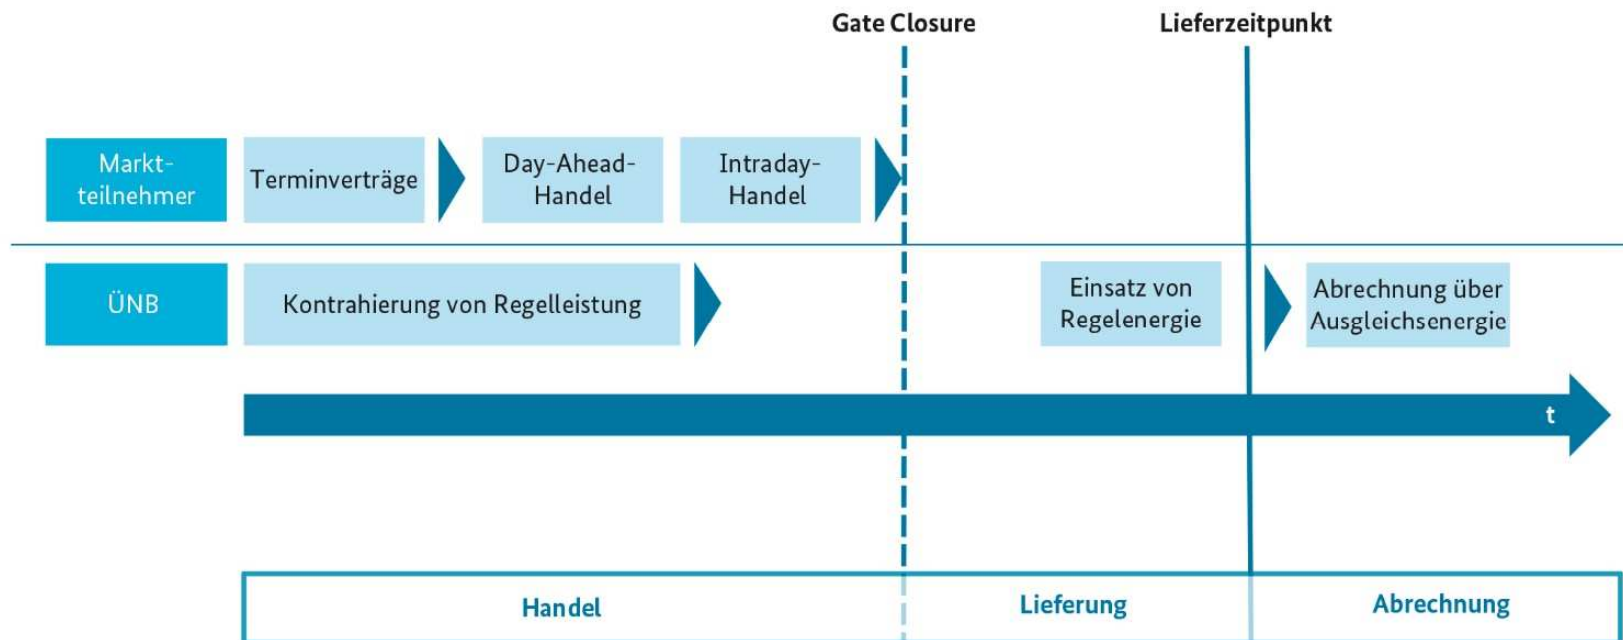 Gate Closure
Lieferzeitpunkt
Markt-
teilnehmer
Terminverträge
Day-Ahead-
Handel
Intraday-
Handel
ÜNB
Kontrahierung von Regelleistung
Einsatz von
Regelenergie
Abrechnung über
Ausgleichsenergie
t
Handel
Lieferung
Abrechnung